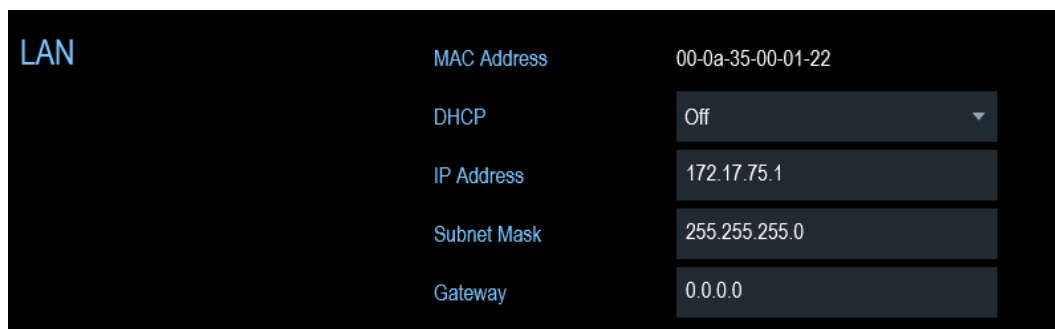 LAN
MAC Address 00-0a-35-00-01-22
DHCP Off
IP Address 172.17.75.1
Subnet Mask 255.255.255.0
Gateway 0.0.0.0